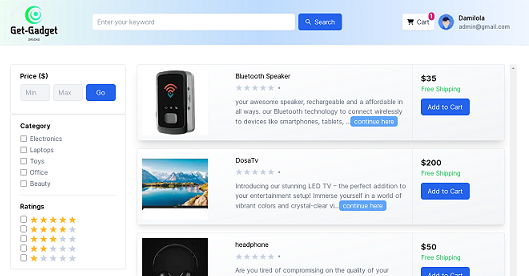 Get-Gadget
Enter your keyword
Search
Cart
1
Damilola
admin@gmail.com
Price ($)
Min
Max
Go
Category
Electronics
Laptops
Toys
Office
Beauty
Ratings
Bluetooth Speaker
your awesome speaker, rechargeable and a affordable in
all ways. our Bluetooth technology to connect wirelessly
to devices like smartphones, tablets, ... continue here
$35
Free Shipping
Add to Cart
DosaTv
Introducing our stunning LED TV – the perfect addition to
your entertainment setup! Immerse yourself in a world of
vibrant colors and crystal-clear vi... continue here
$200
Free Shipping
Add to Cart
headphone
Are you tired of compromising on the quality of your
$50
Free Shipping